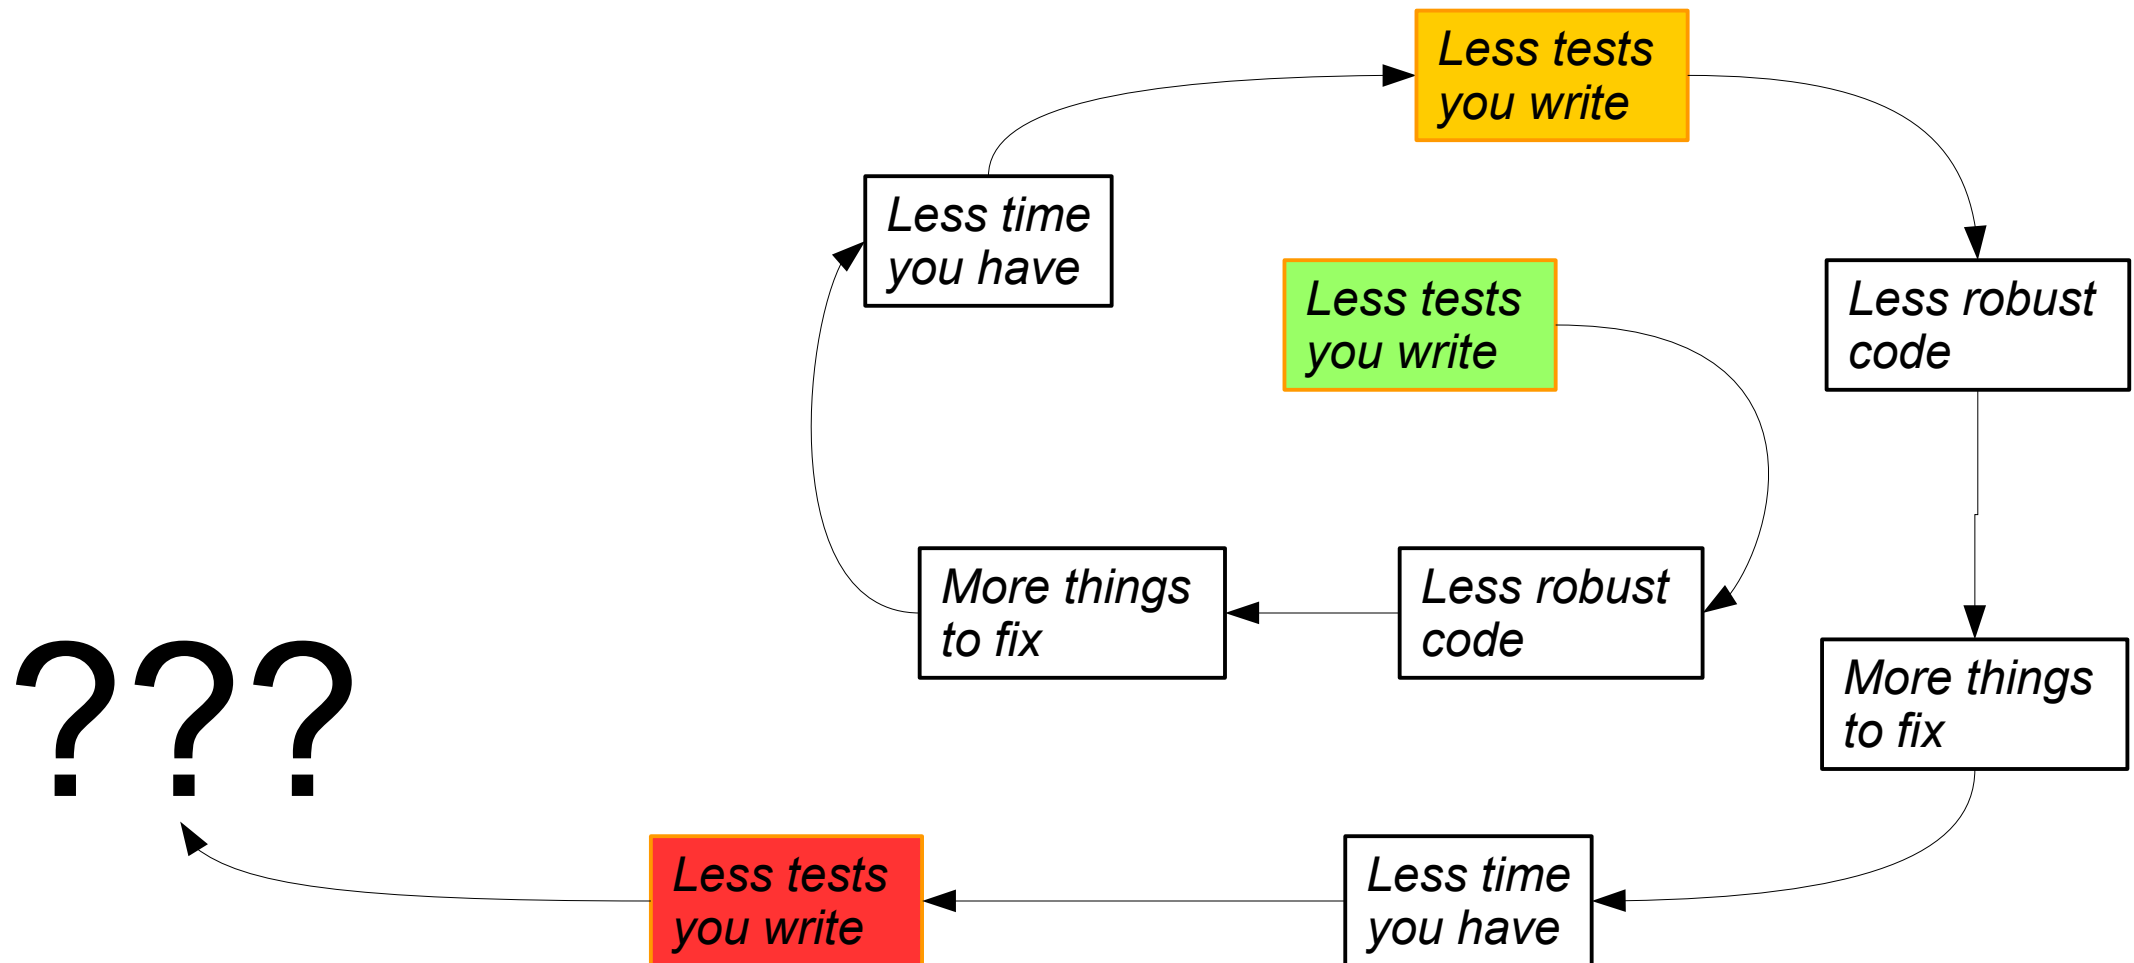 Less tests
you write
Less time
you have
Less tests
you write
Less robust
code
More things
to fix
Less robust
code
More things
to fix
???
Less tests
you write
Less time
you have